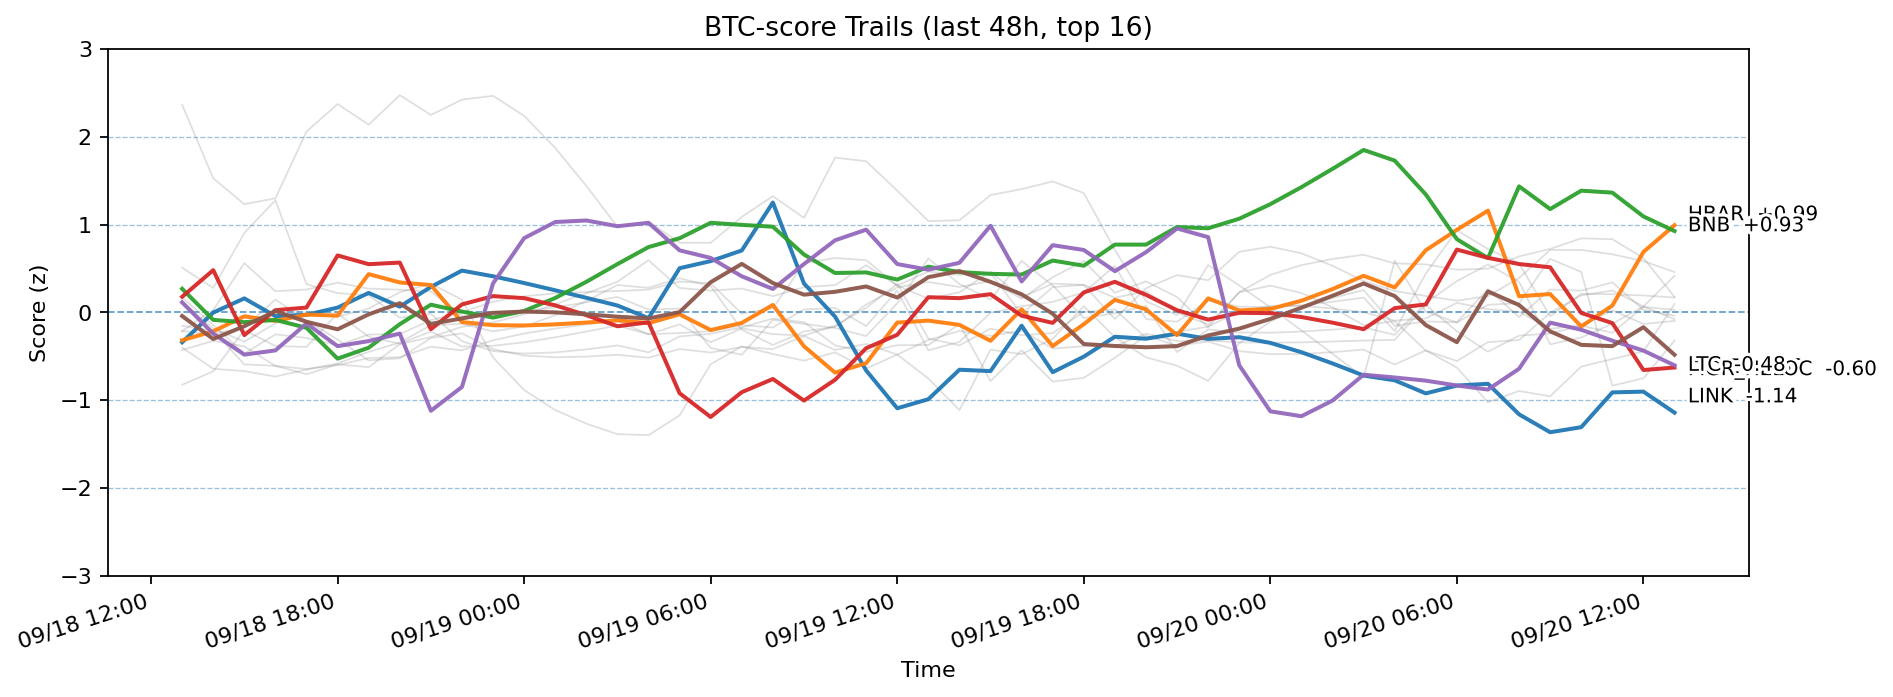 BTC-score Trails (last 48h, top 16)
Score (z)
3
2
1
0
−1
−2
−3
HBAR +0.99
BNB +0.93
LTC -0.48
-0.60
LINK -1.14
09/18 12:00
09/18 18:00
09/19 00:00
09/19 06:00
09/19 12:00
09/19 18:00
09/20 00:00
09/20 06:00
09/20 12:00
Time